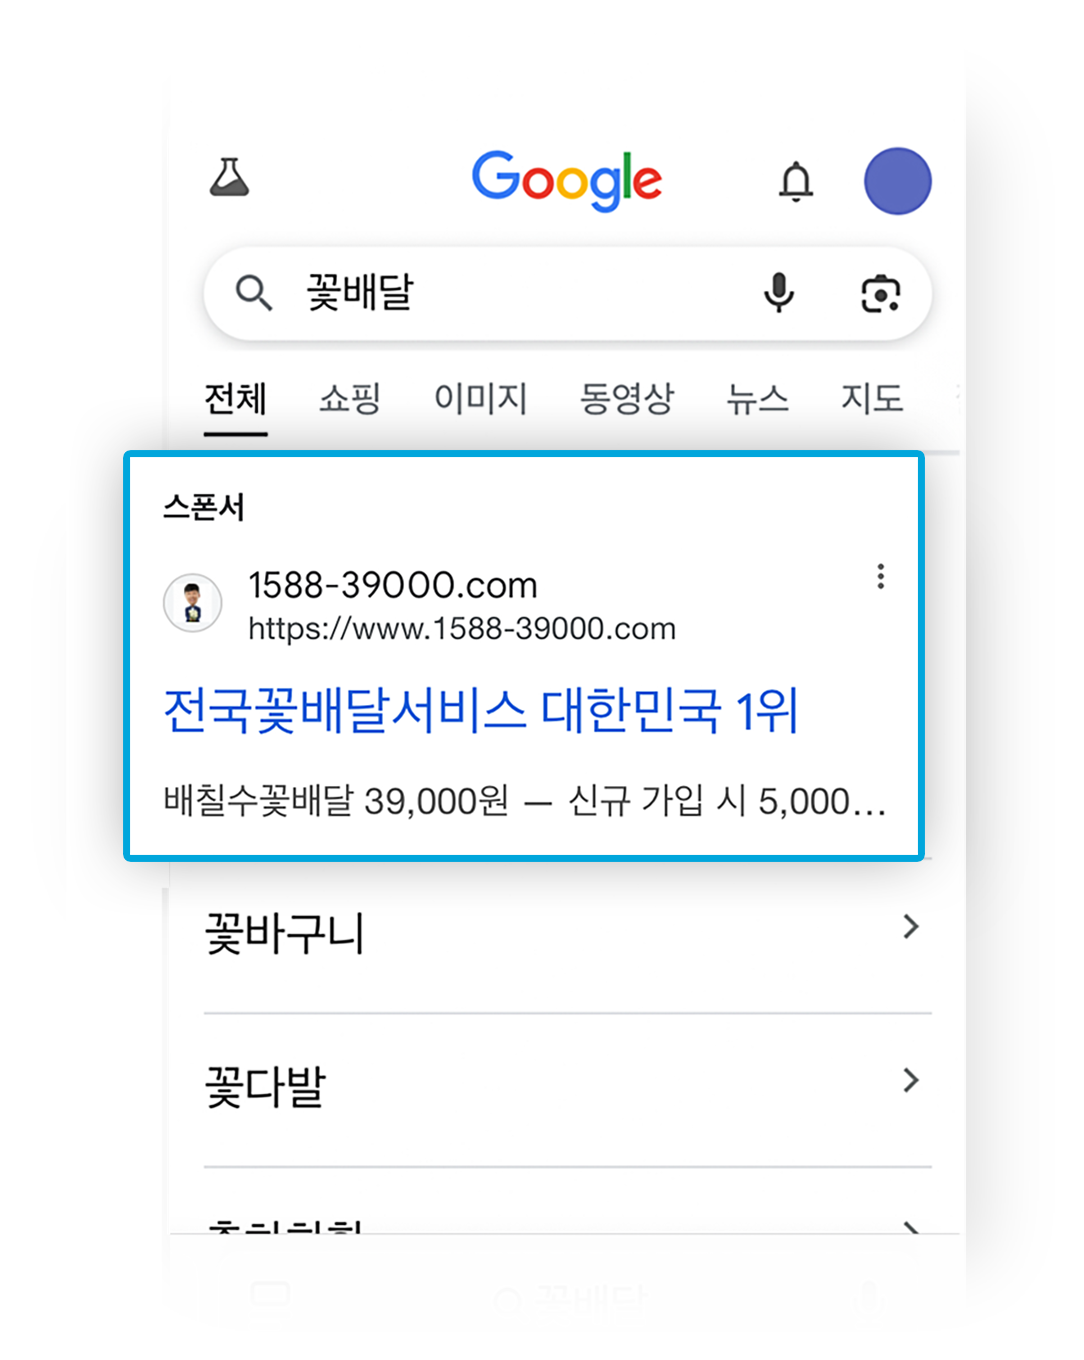 Google
꽃배달
전체 쇼핑 이미지 동영상 뉴스 지도
스폰서
1588-39000.com
https://www.1588-39000.com
전국꽃배달서비스 대한민국 1위
배칠수꽃배달 39,000원 — 신규 가입 시 5,000...
꽃바구니
꽃다발
꽃배달